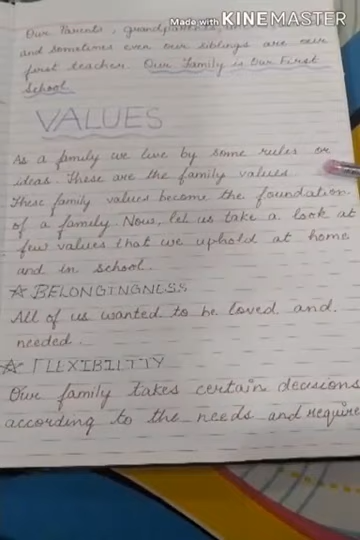 Made with KINEMASTER
Our Parents, grandparents,
and sometimes even our siblings are our
first teacher. Our Family is Our First
School
VALUES
As a family we live by some rules or
ideas. These are the family values.
These family values become the foundation
of a family. Now, let us take a look at
few values that we uphold at home
and in school.
☆ BELONGINGNESS
All of us wanted to be loved and
needed.
☆ FLEXIBILTIY
Our family takes certain decisions
according to the needs and require